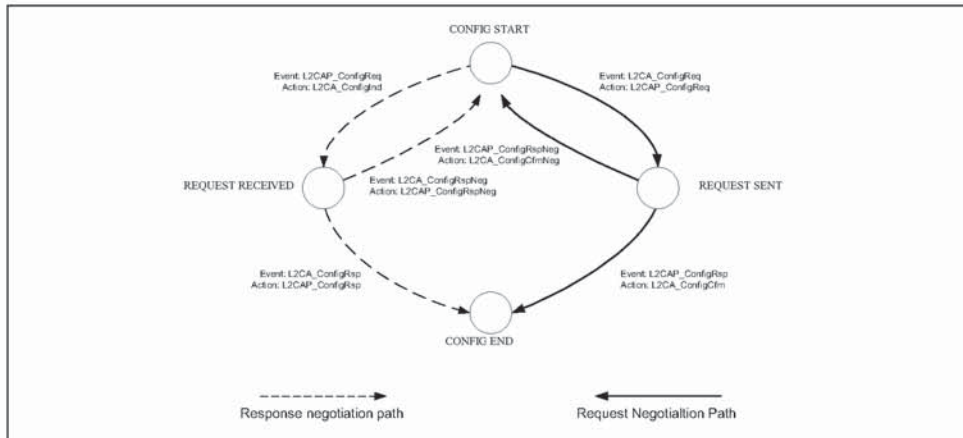 CONFIG START
Event: L2CAP_ConfigReq
Action: L2CA_ConfigInd
Event: L2CA_ConfigReq
Action: L2CAP_ConfigReq
Event: L2CAP_ConfigRspNeg
Action: L2CA_ConfigCfmNeg
REQUEST RECEIVED
Event: L2CA_ConfigRspNeg
Action: L2CAP_ConfigRspNeg
REQUEST SENT
Event: L2CA_ConfigRsp
Action: L2CAP_ConfigRsp
Event: L2CAP_ConfigRsp
Action: L2CA_ConfigCfm
CONFIG END
Response negotiation path
Request Negotialtion Path